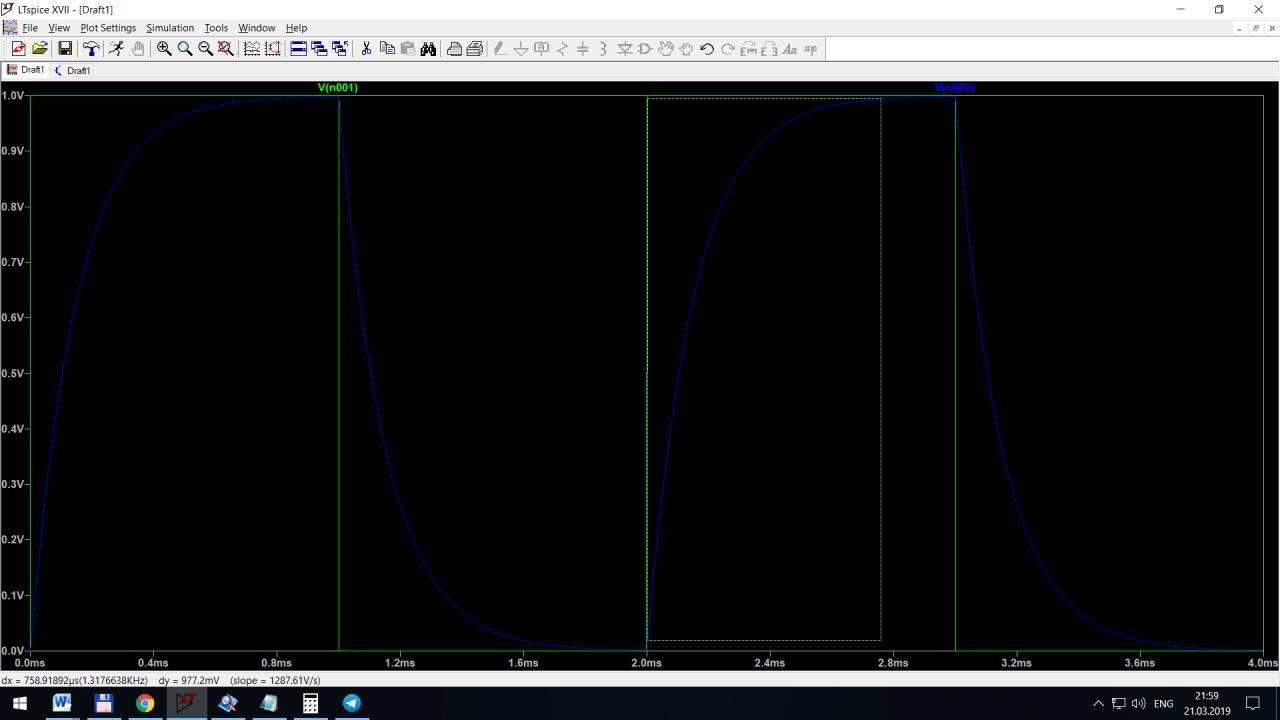 LTspice XVII - [Draft1]
File View Plot Settings Simulation Tools Window Help
Draft1 Draft1
V(n001) V(n002)
1.0V
0.9V
0.8V
0.7V
0.6V
0.5V
0.4V
0.3V
0.2V
0.1V
0.0V
0.0ms 0.4ms 0.8ms 1.2ms 1.6ms 2.0ms 2.4ms 2.8ms 3.2ms 3.6ms 4.0ms
dx = 758.91892µs(1.3176638KHz) dy = 977.2mV (slope = 1287.61V/s)
ENG
21:59
21.03.2019